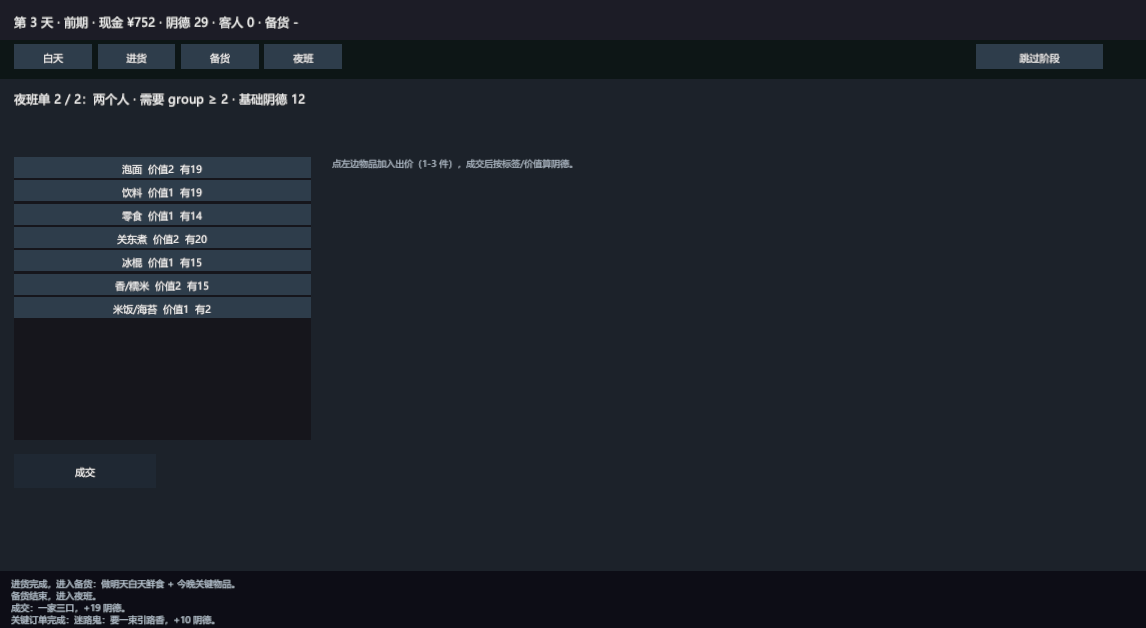 第 3 天 · 前期 · 现金 ¥752 · 阴德 29 · 客人 0 · 备货 -
白天 进货 备货 夜班 跳过阶段
夜班单 2 / 2：两个人 · 需要 group ≥ 2 · 基础阴德 12
点左边物品加入出价（1-3 件），成交后按标签/价值算阴德。
泡面 价值2 有19
饮料 价值1 有19
零食 价值1 有14
关东煮 价值2 有20
冰棍 价值1 有15
香/糯米 价值2 有15
米饭/海苔 价值1 有2
成交
进货完成，进入备货：做明天白天鲜食 + 今晚关键物品。
备货结束，进入夜班。
成交：一家三口，+19 阴德。
关键订单完成：迷路鬼：要一束引路香，+10 阴德。